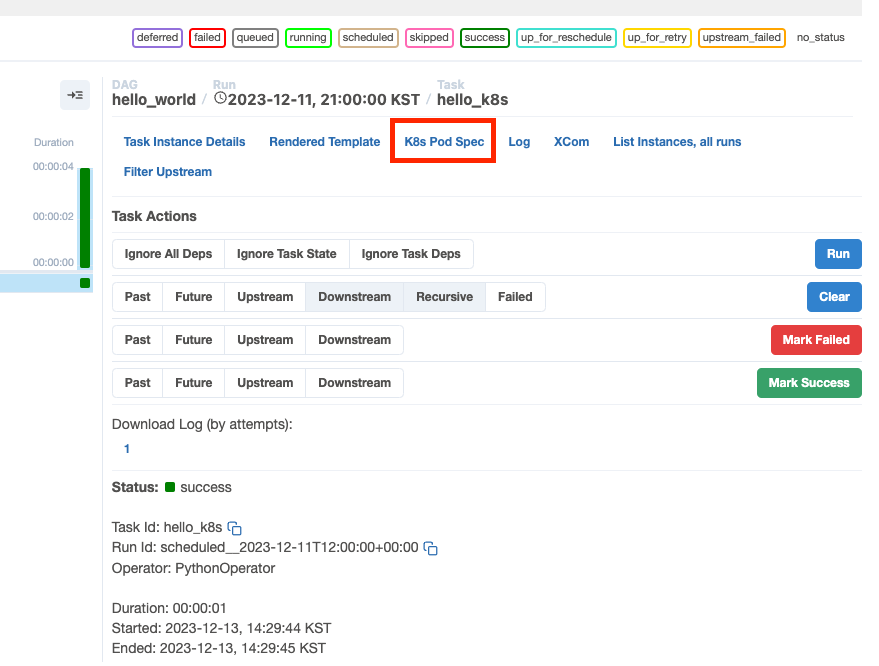 deferred failed queued running scheduled skipped success up_for_reschedule up_for_retry upstream_failed no_status
DAG Run Task
hello_world / 2023-12-11, 21:00:00 KST / hello_k8s
Duration
00:00:04
00:00:02
00:00:00
Task Instance Details Rendered Template K8s Pod Spec Log XCom List Instances, all runs
Filter Upstream
Task Actions
Ignore All Deps Ignore Task State Ignore Task Deps Run
Past Future Upstream Downstream Recursive Failed Clear
Past Future Upstream Downstream Mark Failed
Past Future Upstream Downstream Mark Success
Download Log (by attempts):
1
Status: success
Task Id: hello_k8s
Run Id: scheduled__2023-12-11T12:00:00+00:00
Operator: PythonOperator
Duration: 00:00:01
Started: 2023-12-13, 14:29:44 KST
Ended: 2023-12-13, 14:29:45 KST